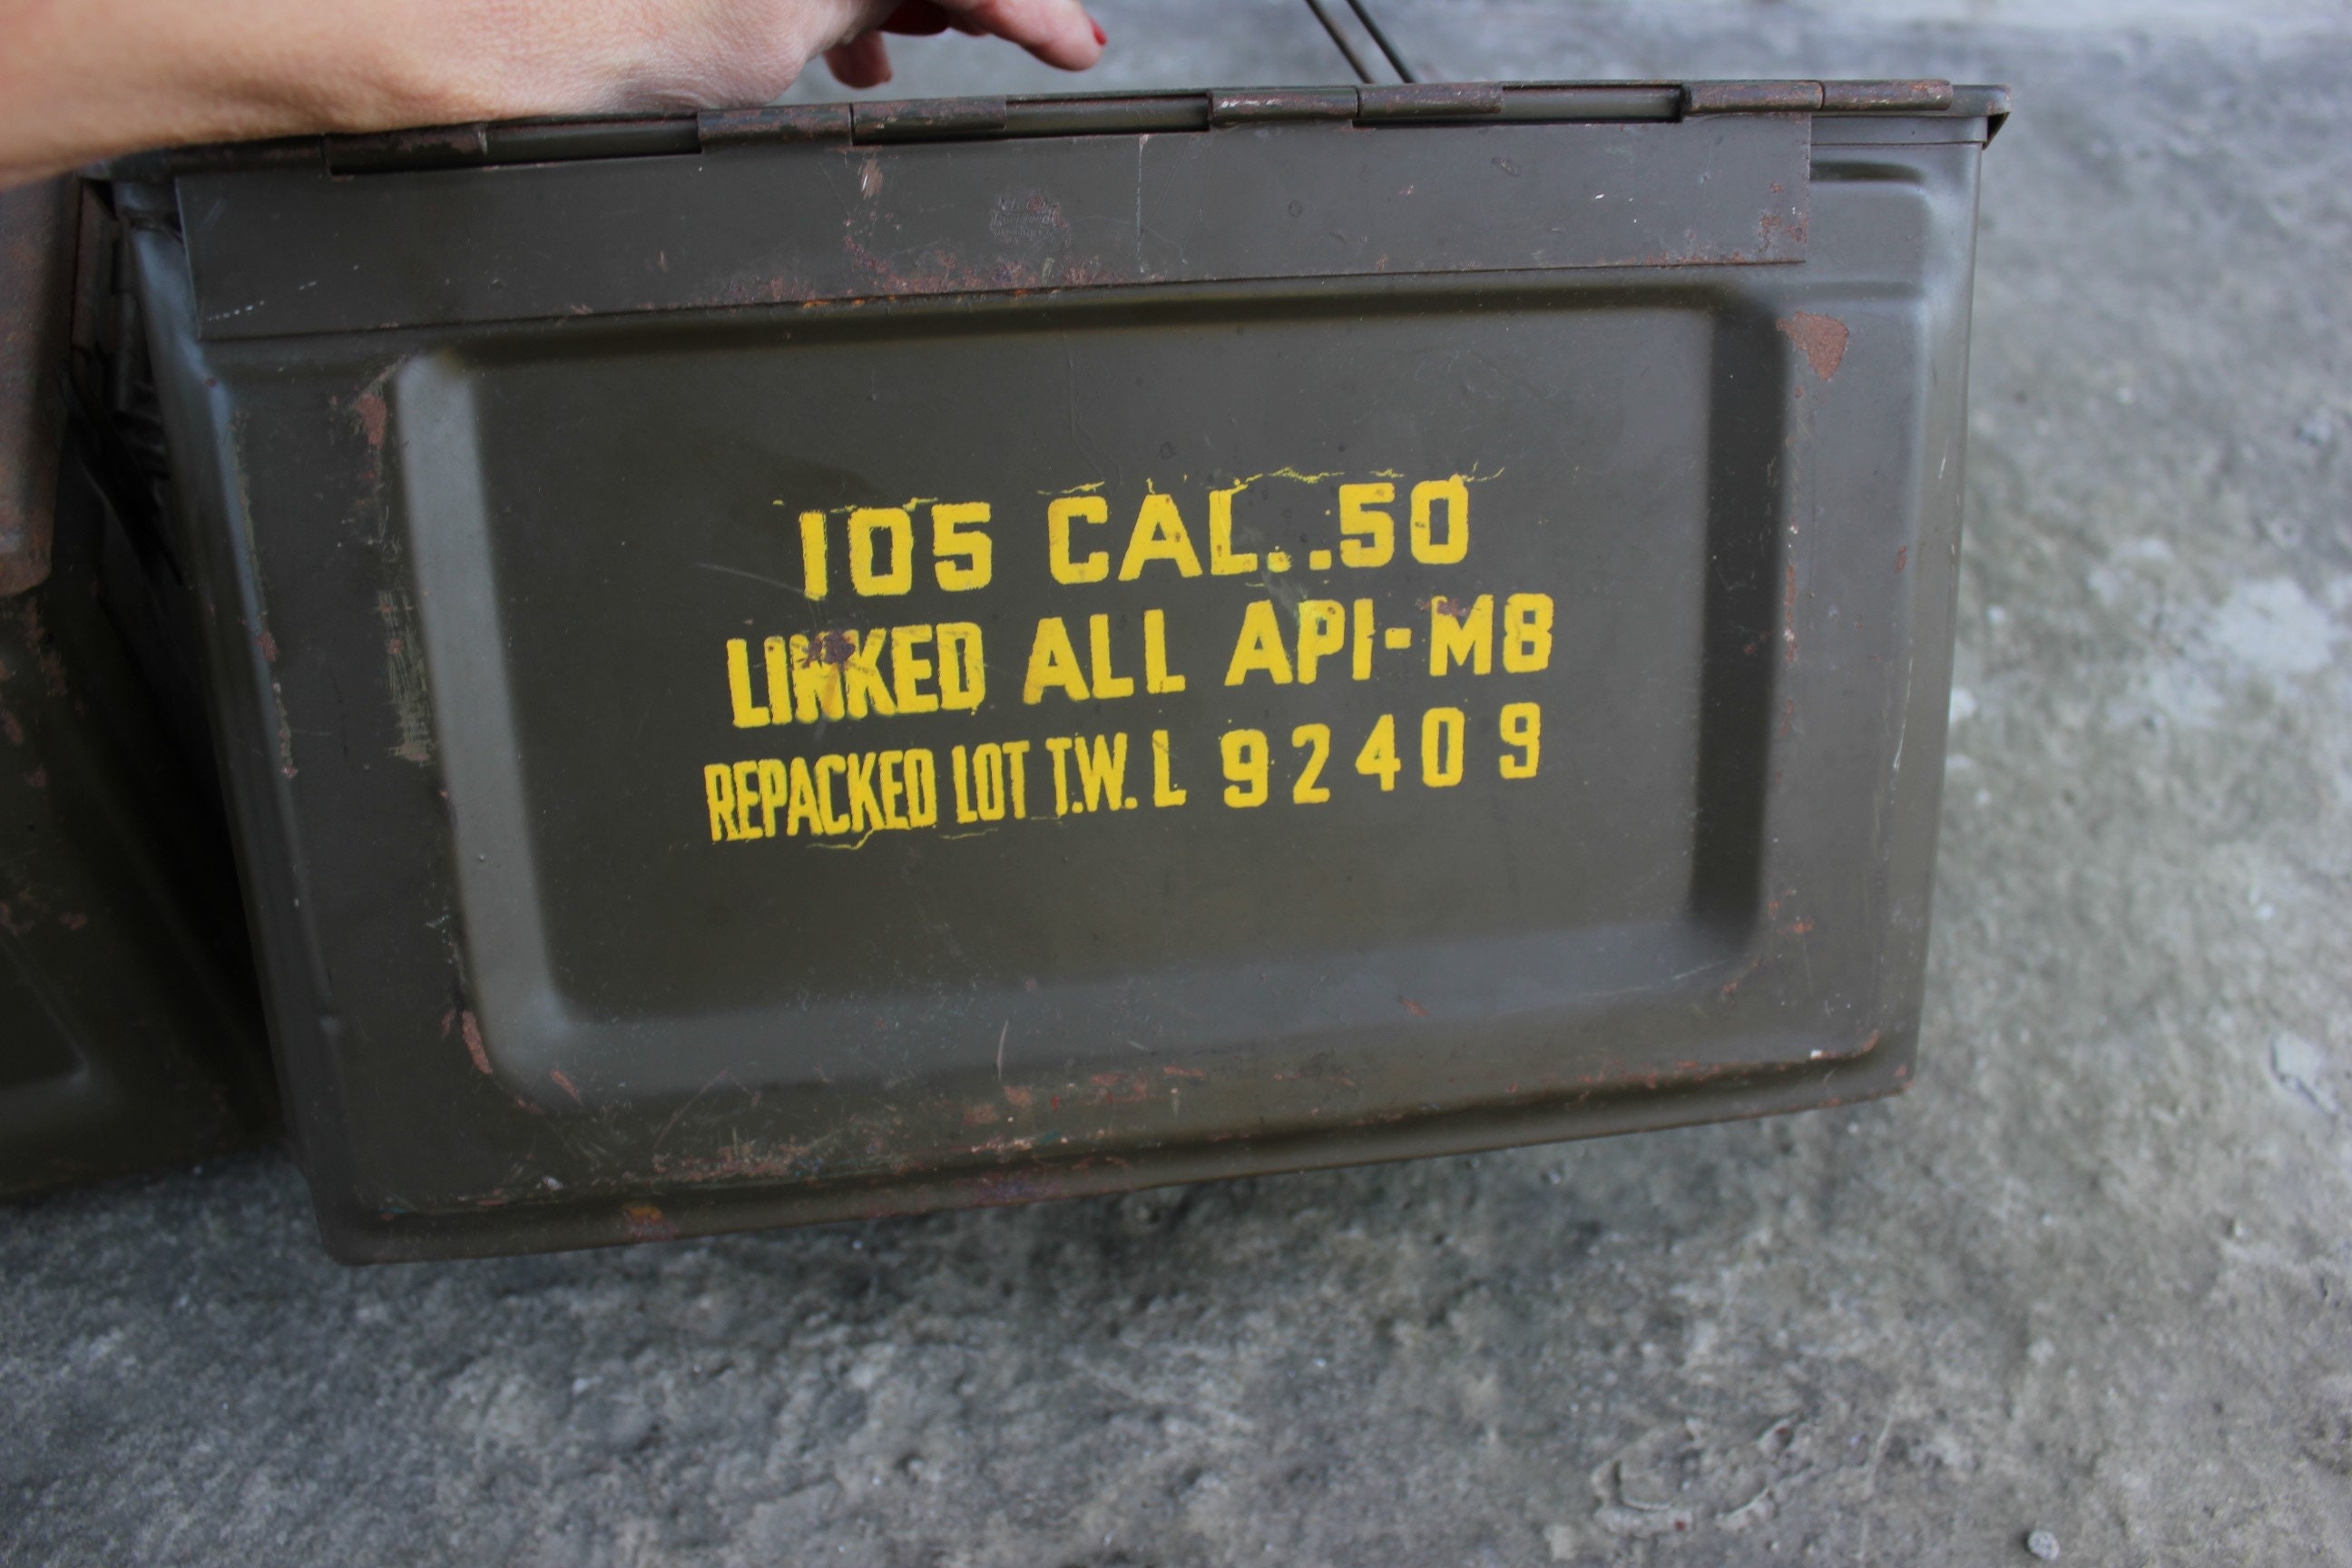 105 CAL..50
LINKED ALL API-M8
REPACKED LOT T.W. L 92409